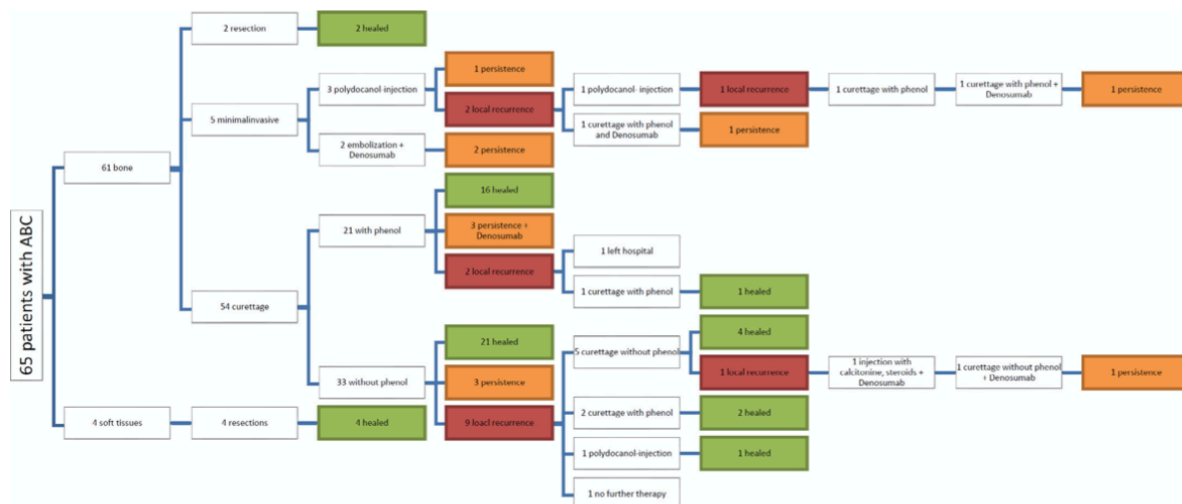 65 patients with ABC
61 bone
2 resection
2 healed
5 minimalinvasive
3 polydocanol-injection
1 persistence
2 local recurrence
1 polydocanol- injection
1 local recurrence
1 curettage with phenol
1 curettage with phenol +
Denosumab
1 persistence
1 curettage with phenol
and Denosumab
1 persistence
2 embolization +
Denosumab
2 persistence
54 curettage
21 with phenol
16 healed
3 persistence +
Denosumab
2 local recurrence
1 left hospital
1 curettage with phenol
1 healed
33 without phenol
21 healed
3 persistence
9 loacl recurrence
5 curettage without phenol
4 healed
1 local recurrence
1 injection with
calcitonine, steroids +
Denosumab
1 curettage without phenol
+ Denosumab
1 persistence
2 curettage with phenol
2 healed
1 polydocanol-injection
1 healed
1 no further therapy
4 soft tissues
4 resections
4 healed